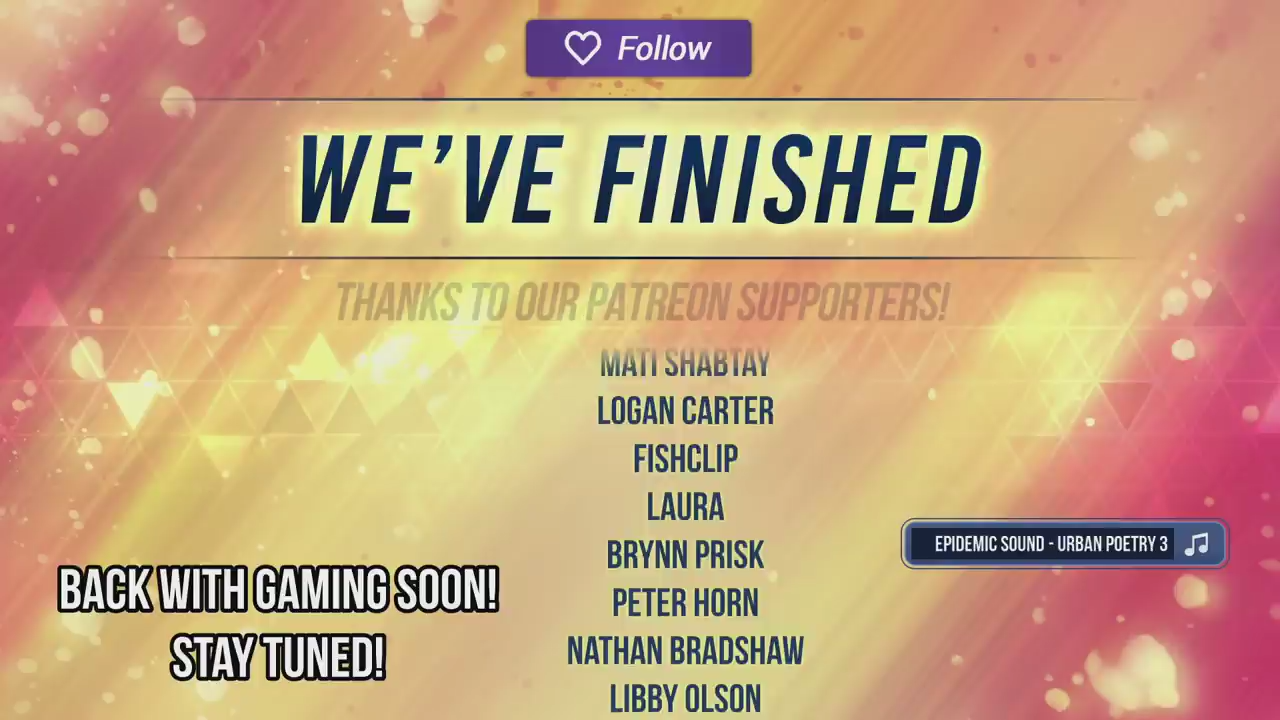 Follow
WE'VE FINISHED
THANKS TO OUR PATREON SUPPORTERS!
MATI SHABTAY
LOGAN CARTER
FISHCLIP
LAURA
BRYNN PRISK
PETER HORN
NATHAN BRADSHAW
LIBBY OLSON
EPIDEMIC SOUND - URBAN POETRY 3
BACK WITH GAMING SOON!
STAY TUNED!